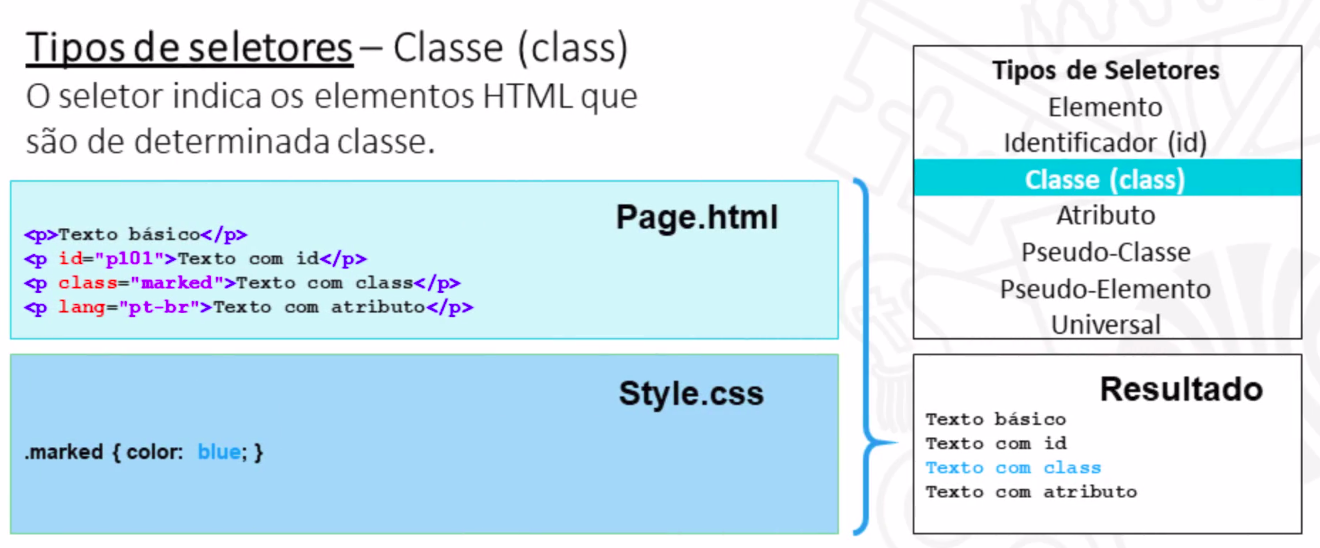 Tipos de seletores – Classe (class)
O seletor indica os elementos HTML que
são de determinada classe.
Page.html
<p>Texto básico</p>
<p id="p101">Texto com id</p>
<p class="marked">Texto com class</p>
<p lang="pt-br">Texto com atributo</p>
Style.css
.marked { color: blue; }
Tipos de Seletores
Elemento
Identificador (id)
Classe (class)
Atributo
Pseudo-Classe
Pseudo-Elemento
Universal
Resultado
Texto básico
Texto com id
Texto com class
Texto com atributo